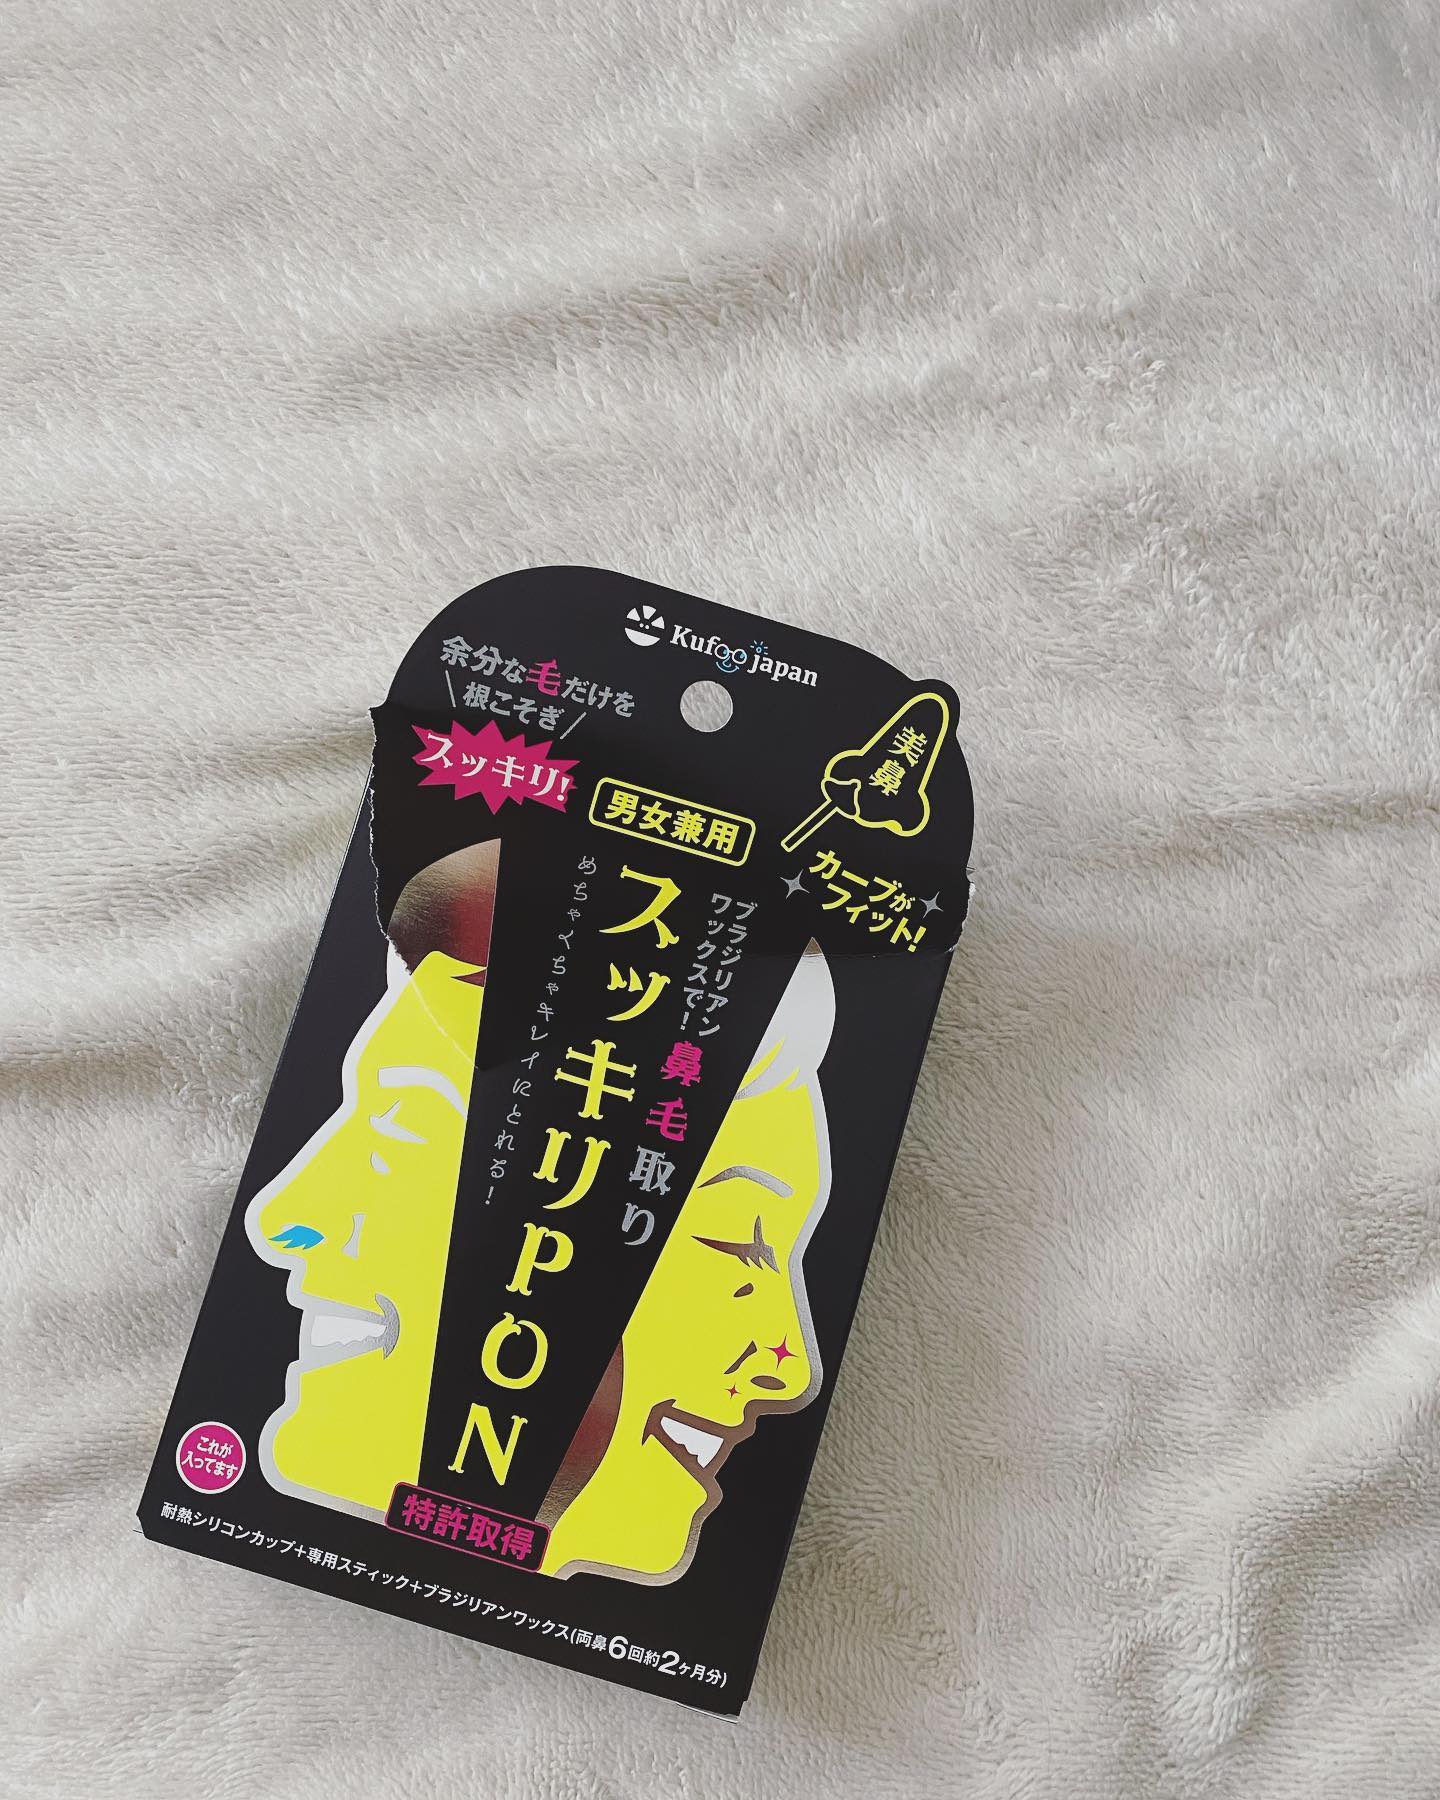 Kufoo japan
余分な毛だけを
根こそぎ
スッキリ!
美鼻
男女兼用
カーブが
フィット!
ブラジリアン
ワックスで!
鼻毛取り
スッキリPON
めちゃくちゃキレイにとれる!
特許取得
これが
入ってます
耐熱シリコンカップ+専用スティック+ブラジリアンワックス(両鼻6回約2ヶ月分)